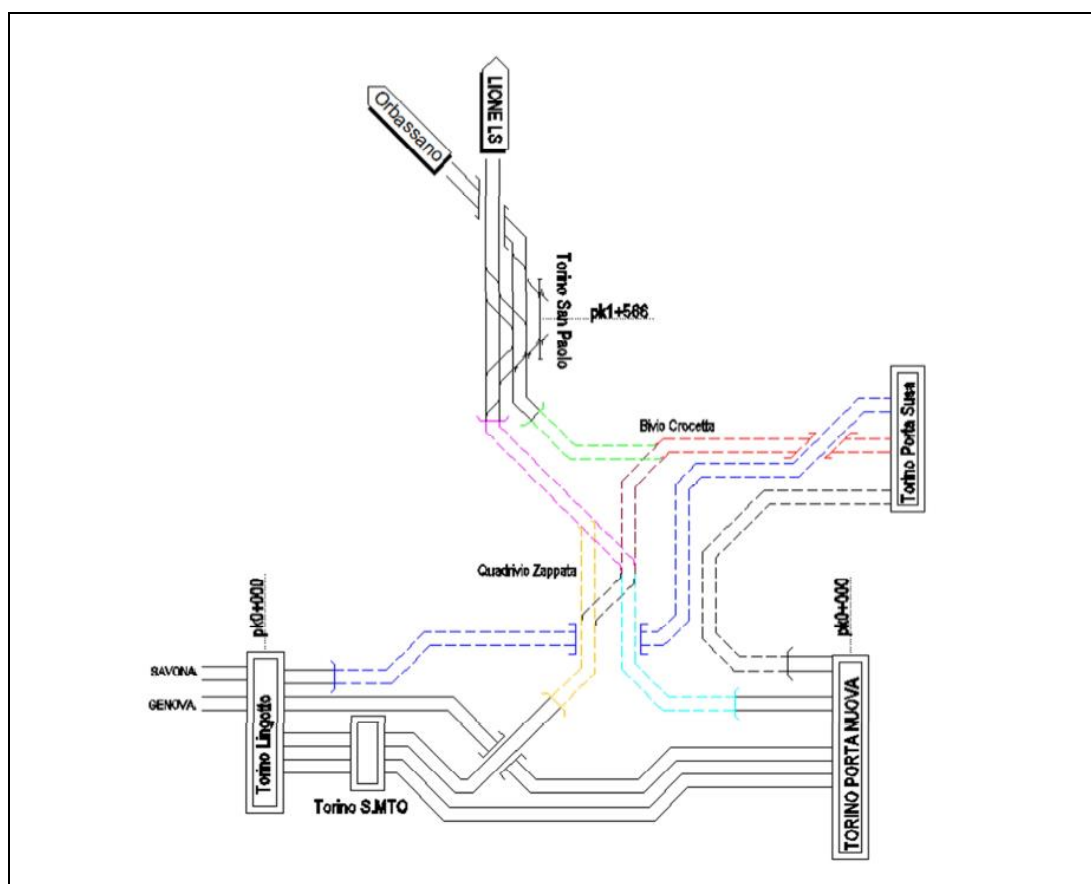 Orbassano
LIONE LS
Torino San Paolo
pk1+566
Bivio Crocetta
Torino Porta Susa
Quadrivio Zappata
pk0+000
pk0+000
SAVONA
GENOVA
Torino Lingotto
Torino S.MTO
TORINO PORTA NUOVA